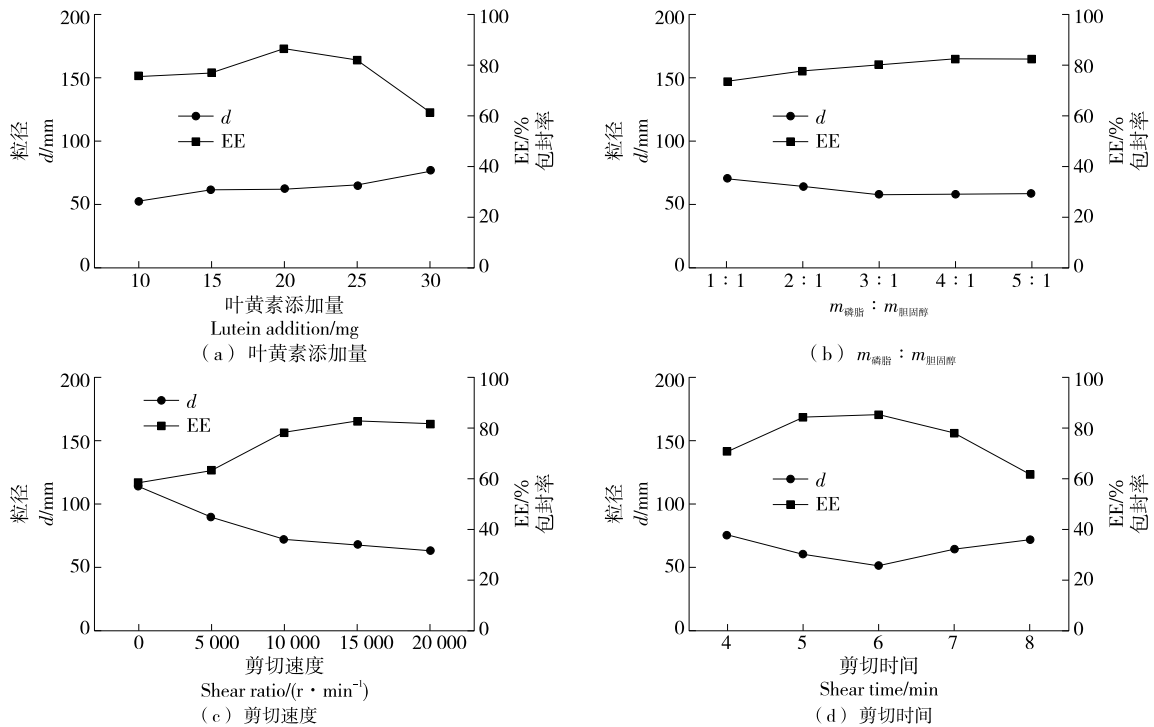 200
150
100
50
0
粒径
d/mm
d
EE
100
80
60
40
20
0
EE/%
包封率
10 15 20 25 30
叶黄素添加量
Lutein addition/mg
(a) 叶黄素添加量
200
150
100
50
0
粒径
d/mm
d
EE
100
80
60
40
20
0
EE/%
包封率
1∶1 2∶1 3∶1 4∶1 5∶1
m磷脂∶m胆固醇
(b) m磷脂∶m胆固醇
200
150
100
50
0
粒径
d/mm
d
EE
100
80
60
40
20
0
EE/%
包封率
0 5 000 10 000 15 000 20 000
剪切速度
Shear ratio/(r·min⁻¹)
(c) 剪切速度
200
150
100
50
0
粒径
d/mm
d
EE
100
80
60
40
20
0
EE/%
包封率
4 5 6 7 8
剪切时间
Shear time/min
(d) 剪切时间